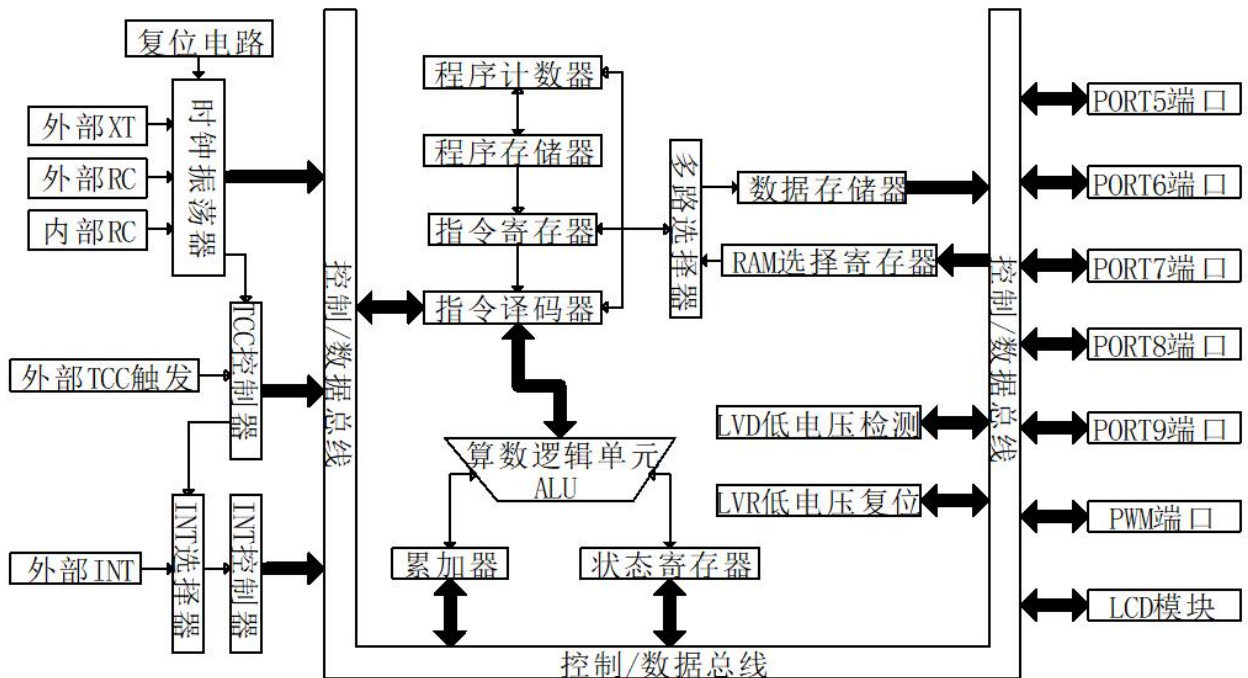 复位电路
时钟振荡器
外部XT
外部RC
内部RC
TCC控制器
外部TCC触发
INT选择器
INT控制器
外部INT
控制/数据总线
程序计数器
程序存储器
指令寄存器
指令译码器
多路选择器
数据存储器
RAM选择寄存器
算数逻辑单元
ALU
LVD低电压检测
LVR低电压复位
累加器
状态寄存器
控制/数据总线
控制/数据总线
PORT5端口
PORT6端口
PORT7端口
PORT8端口
PORT9端口
PWM端口
LCD模块